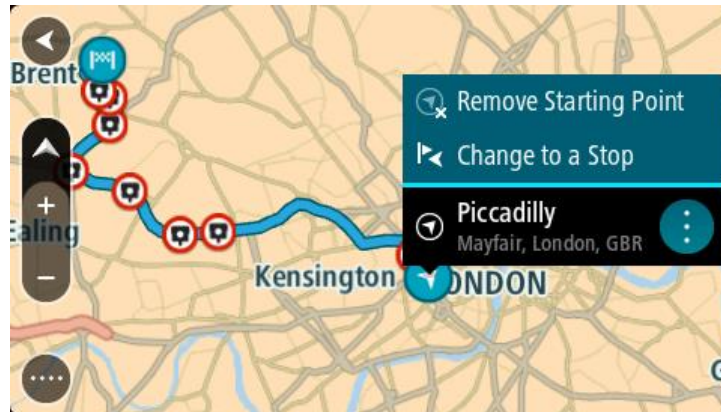 Brent
Remove Starting Point
Change to a Stop
Piccadilly
Mayfair, London, GBR
Ealing
Kensington
ONDON
G